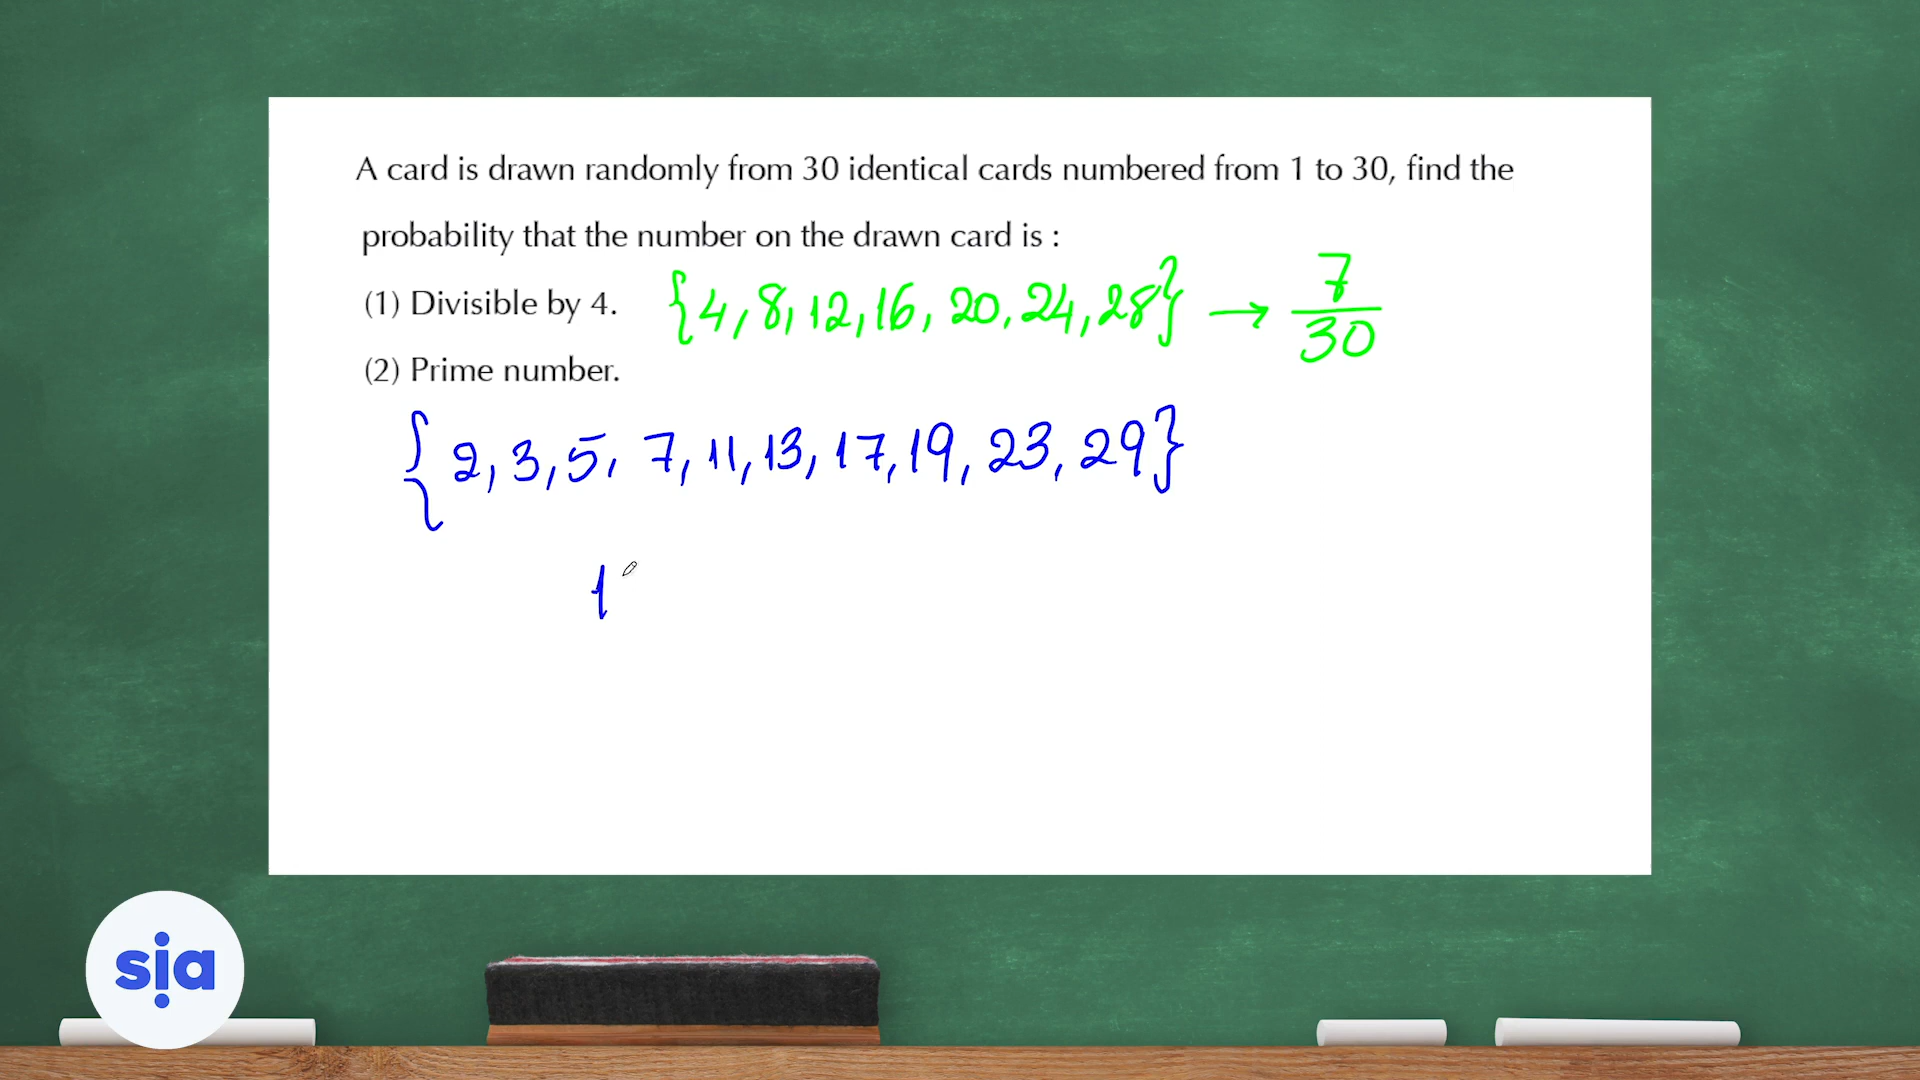 A card is drawn randomly from 30 identical cards numbered from 1 to 30, find the
probability that the number on the drawn card is :
(1) Divisible by 4. {4, 8, 12, 16, 20, 24, 28} → 7/30
(2) Prime number.
{2, 3, 5, 7, 11, 13, 17, 19, 23, 29}
1
sia